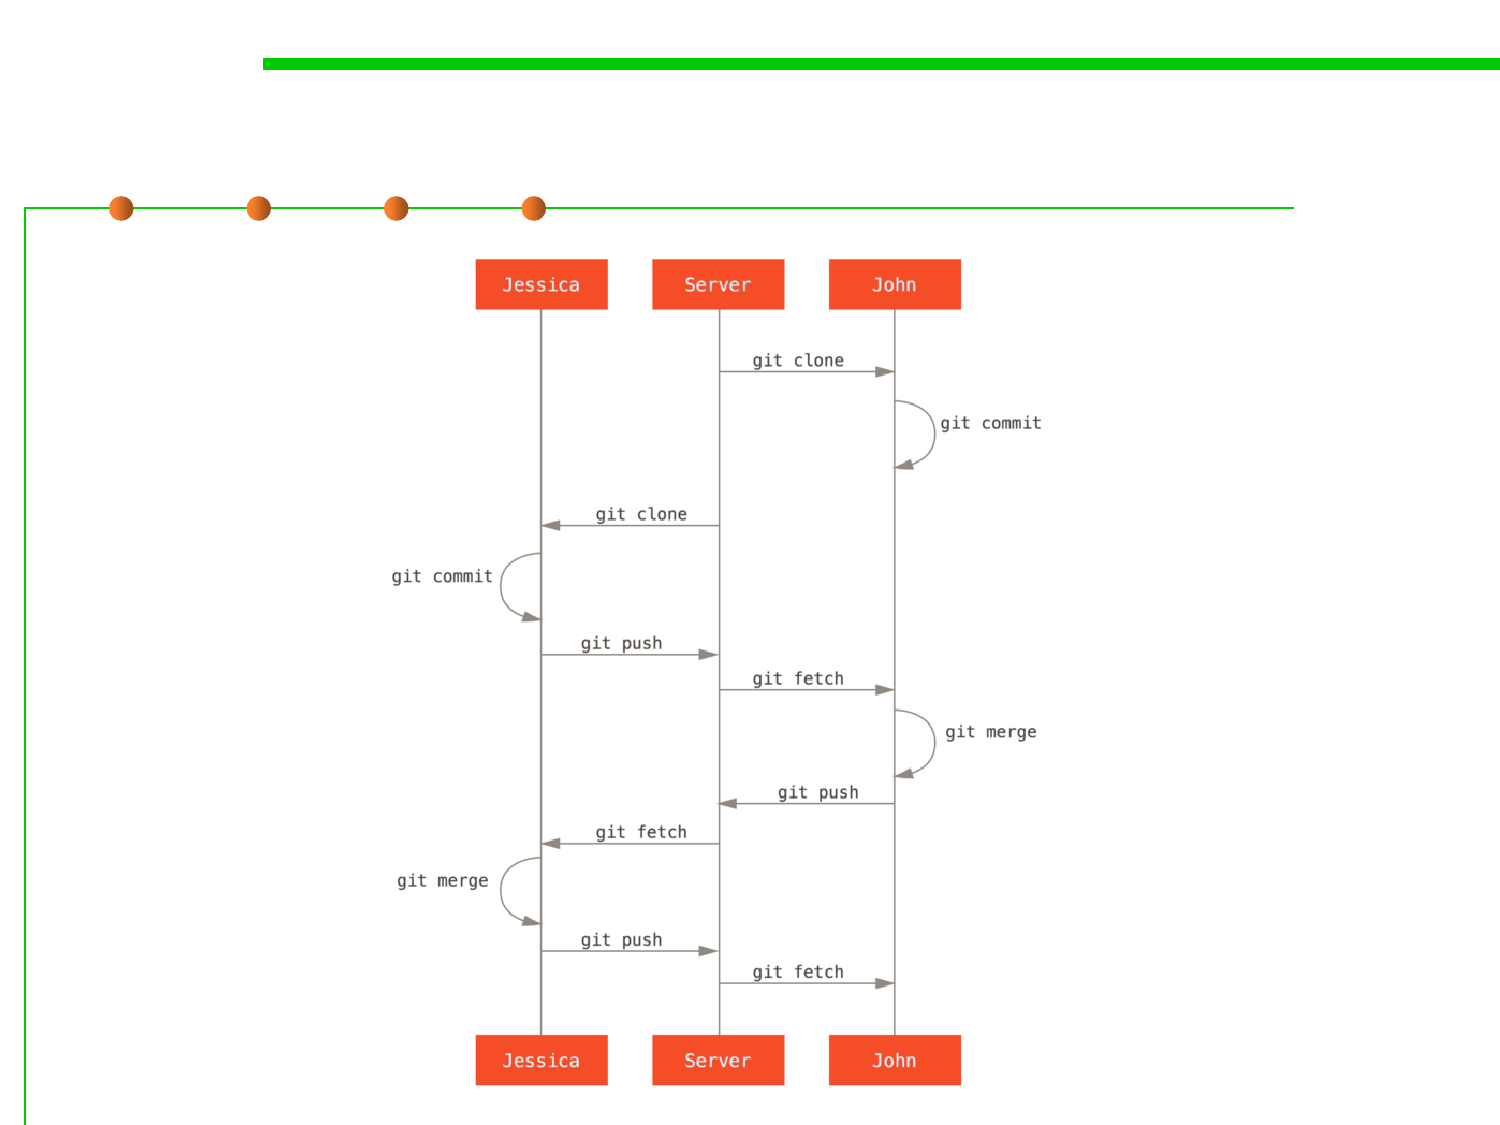 Jessica
Server
John
git clone
git commit
git clone
git commit
git push
git fetch
git merge
git push
git fetch
git merge
git push
git fetch
Jessica
Server
John